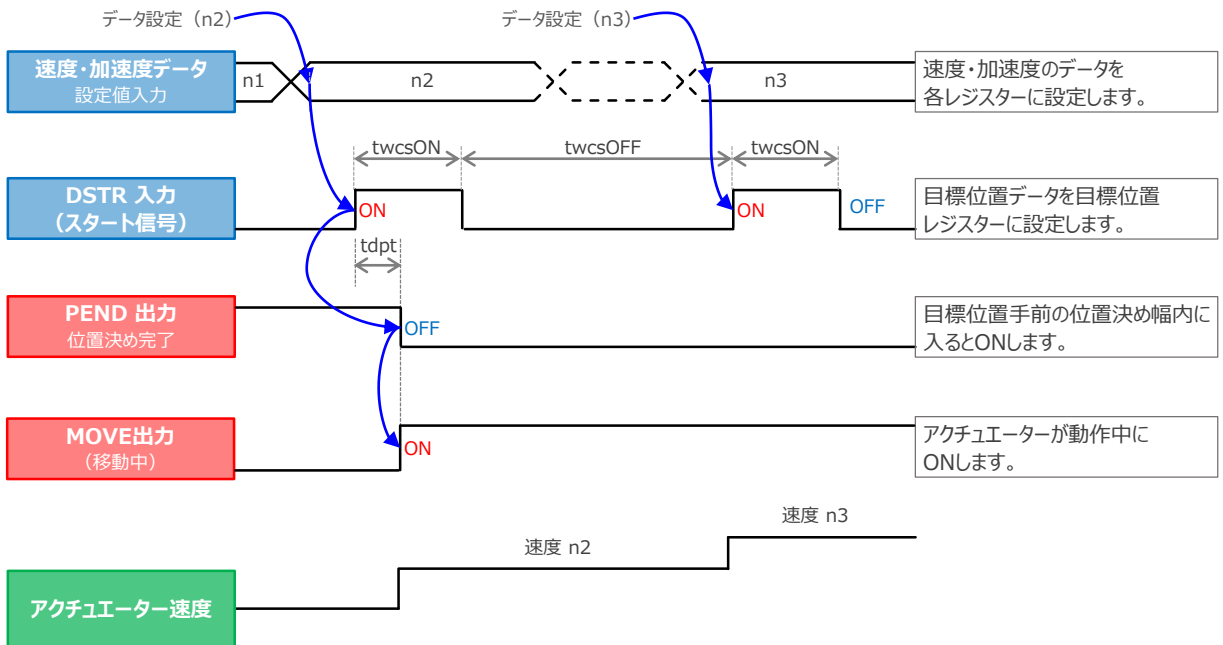 データ設定（n2）
データ設定（n3）
速度・加速度データ
設定値入力
n1
n2
n3
速度・加速度のデータを
各レジスターに設定します。
twcsON
twcsOFF
twcsON
DSTR 入力
（スタート信号）
ON
ON
OFF
目標位置データを目標位置
レジスターに設定します。
tdpt
PEND 出力
位置決め完了
OFF
目標位置手前の位置決め幅内に
入るとONします。
MOVE出力
（移動中）
ON
アクチュエーターが動作中に
ONします。
速度 n3
速度 n2
アクチュエーター速度